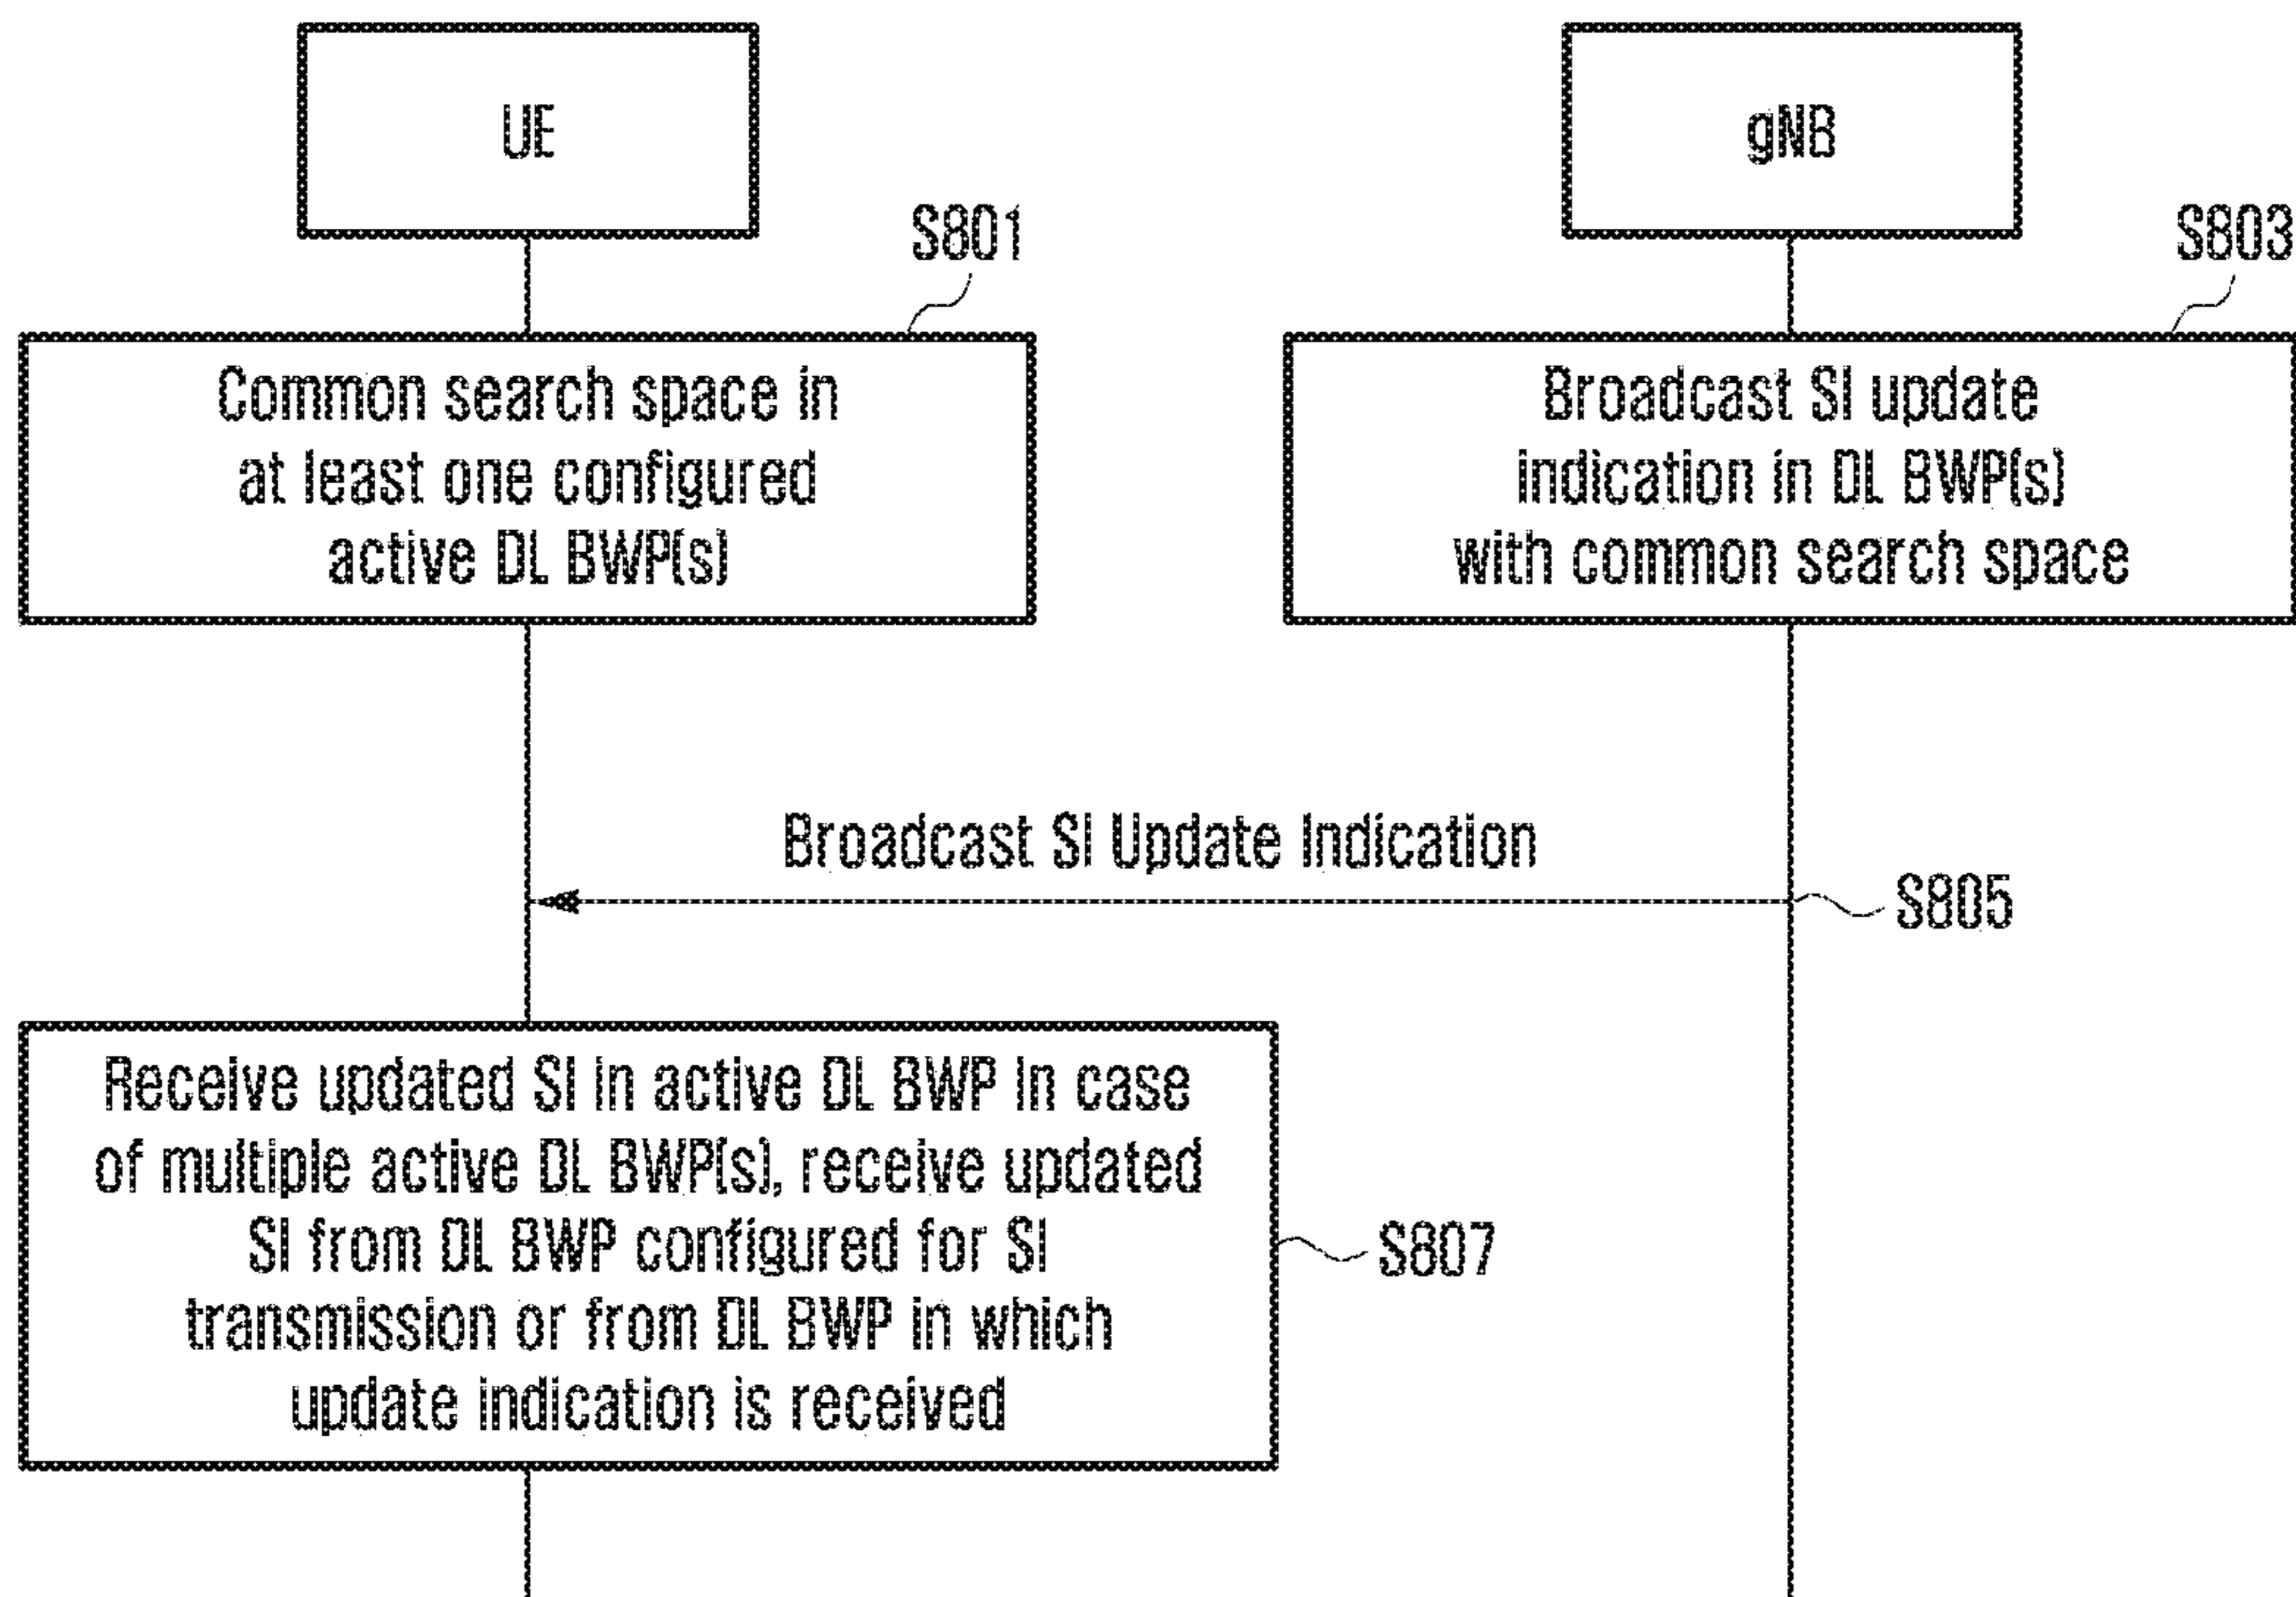 UE
gNB
S801
S803
Common search space in
at least one configured
active DL BWP(s)
Broadcast SI update
indication in DL BWP(s)
with common search space
Broadcast SI Update Indication
S805
Receive updated SI in active DL BWP in case
of multiple active DL BWP(s), receive updated
SI from DL BWP configured for SI
transmission or from DL BWP in which
update indication is received
S807